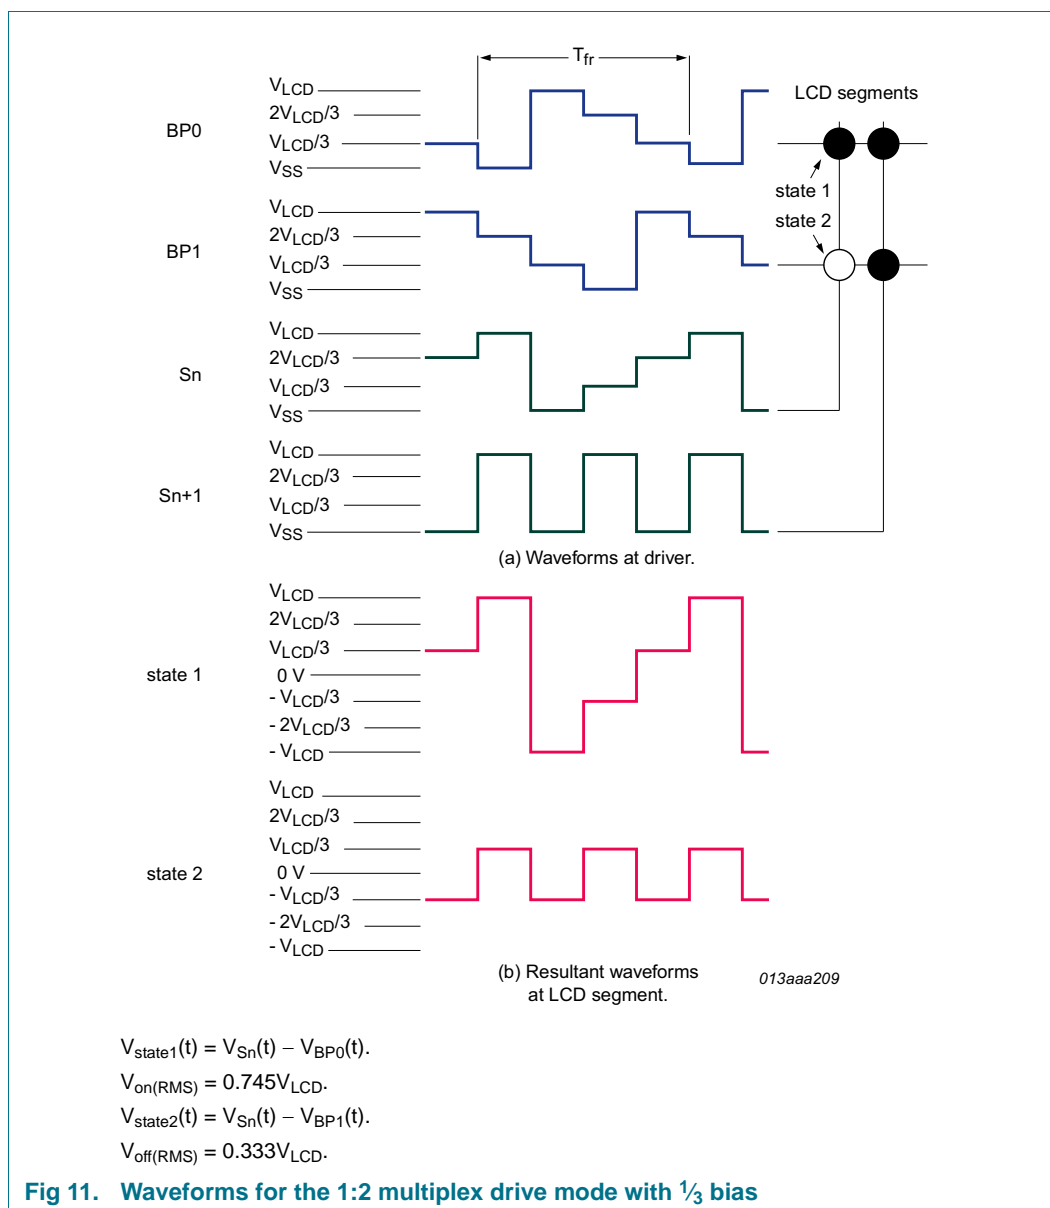 T_fr
V_LCD
2V_LCD/3
V_LCD/3
V_SS
BP0
LCD segments
state 1
state 2
V_LCD
2V_LCD/3
V_LCD/3
V_SS
BP1
V_LCD
2V_LCD/3
V_LCD/3
V_SS
Sn
V_LCD
2V_LCD/3
V_LCD/3
V_SS
Sn+1
(a) Waveforms at driver.
V_LCD
2V_LCD/3
V_LCD/3
0 V
- V_LCD/3
- 2V_LCD/3
- V_LCD
state 1
V_LCD
2V_LCD/3
V_LCD/3
0 V
- V_LCD/3
- 2V_LCD/3
- V_LCD
state 2
(b) Resultant waveforms
at LCD segment.
013aaa209
V_state1(t) = V_Sn(t) − V_BP0(t).
V_on(RMS) = 0.745V_LCD.
V_state2(t) = V_Sn(t) − V_BP1(t).
V_off(RMS) = 0.333V_LCD.
Fig 11. Waveforms for the 1:2 multiplex drive mode with 1⁄3 bias